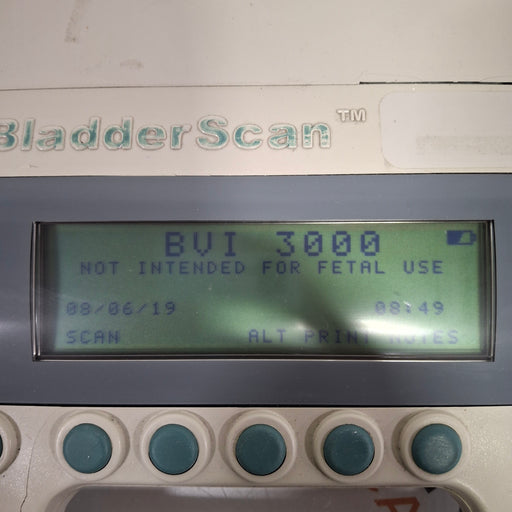 BladderScan™
BVI 3000
NOT INTENDED FOR FETAL USE
08/06/19 08:49
SCAN ALT PRINT NOTES